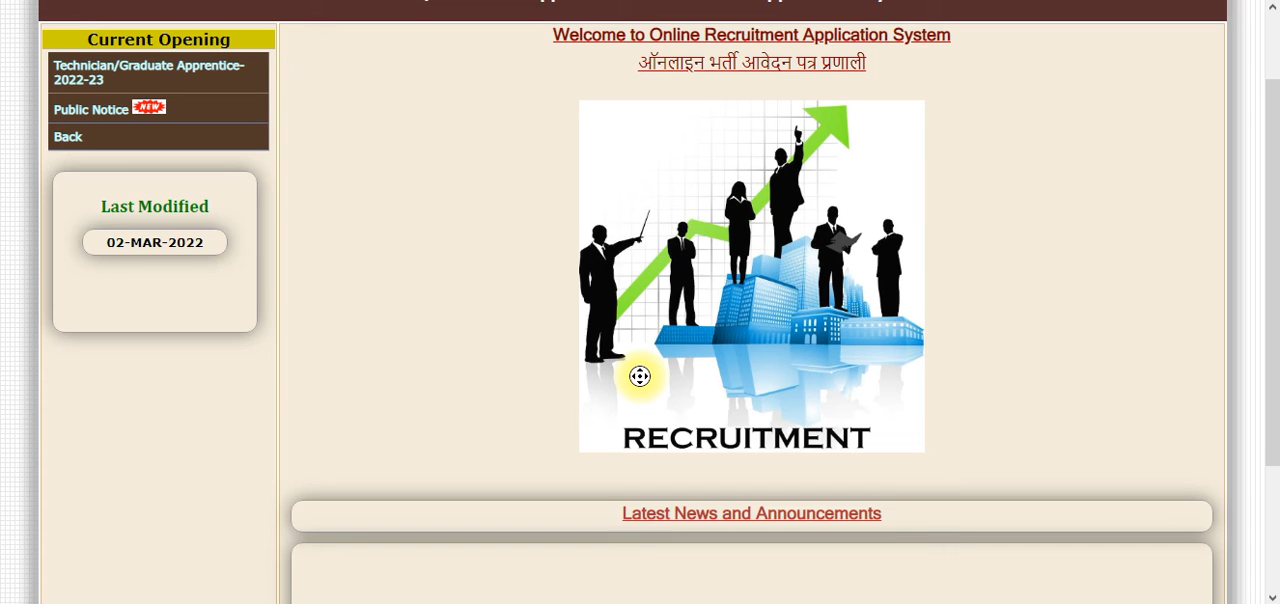 Current Opening
Technician/Graduate Apprentice-
2022-23
Public Notice NEW
Back
Last Modified
02-MAR-2022
Welcome to Online Recruitment Application System
ऑनलाइन भर्ती आवेदन पत्र प्रणाली
RECRUITMENT
Latest News and Announcements